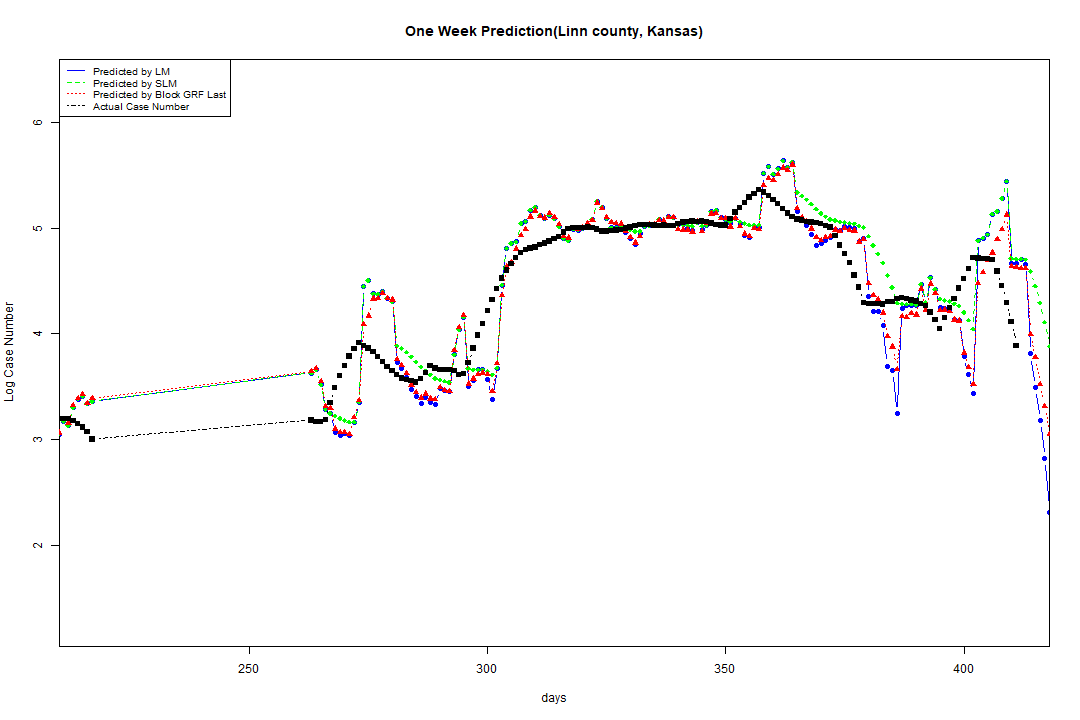 One Week Prediction(Linn county, Kansas)
Predicted by LM
Predicted by SLM
Predicted by Block GRF Last
Actual Case Number
6
5
4
3
2
Log Case Number
250 300 350 400
days